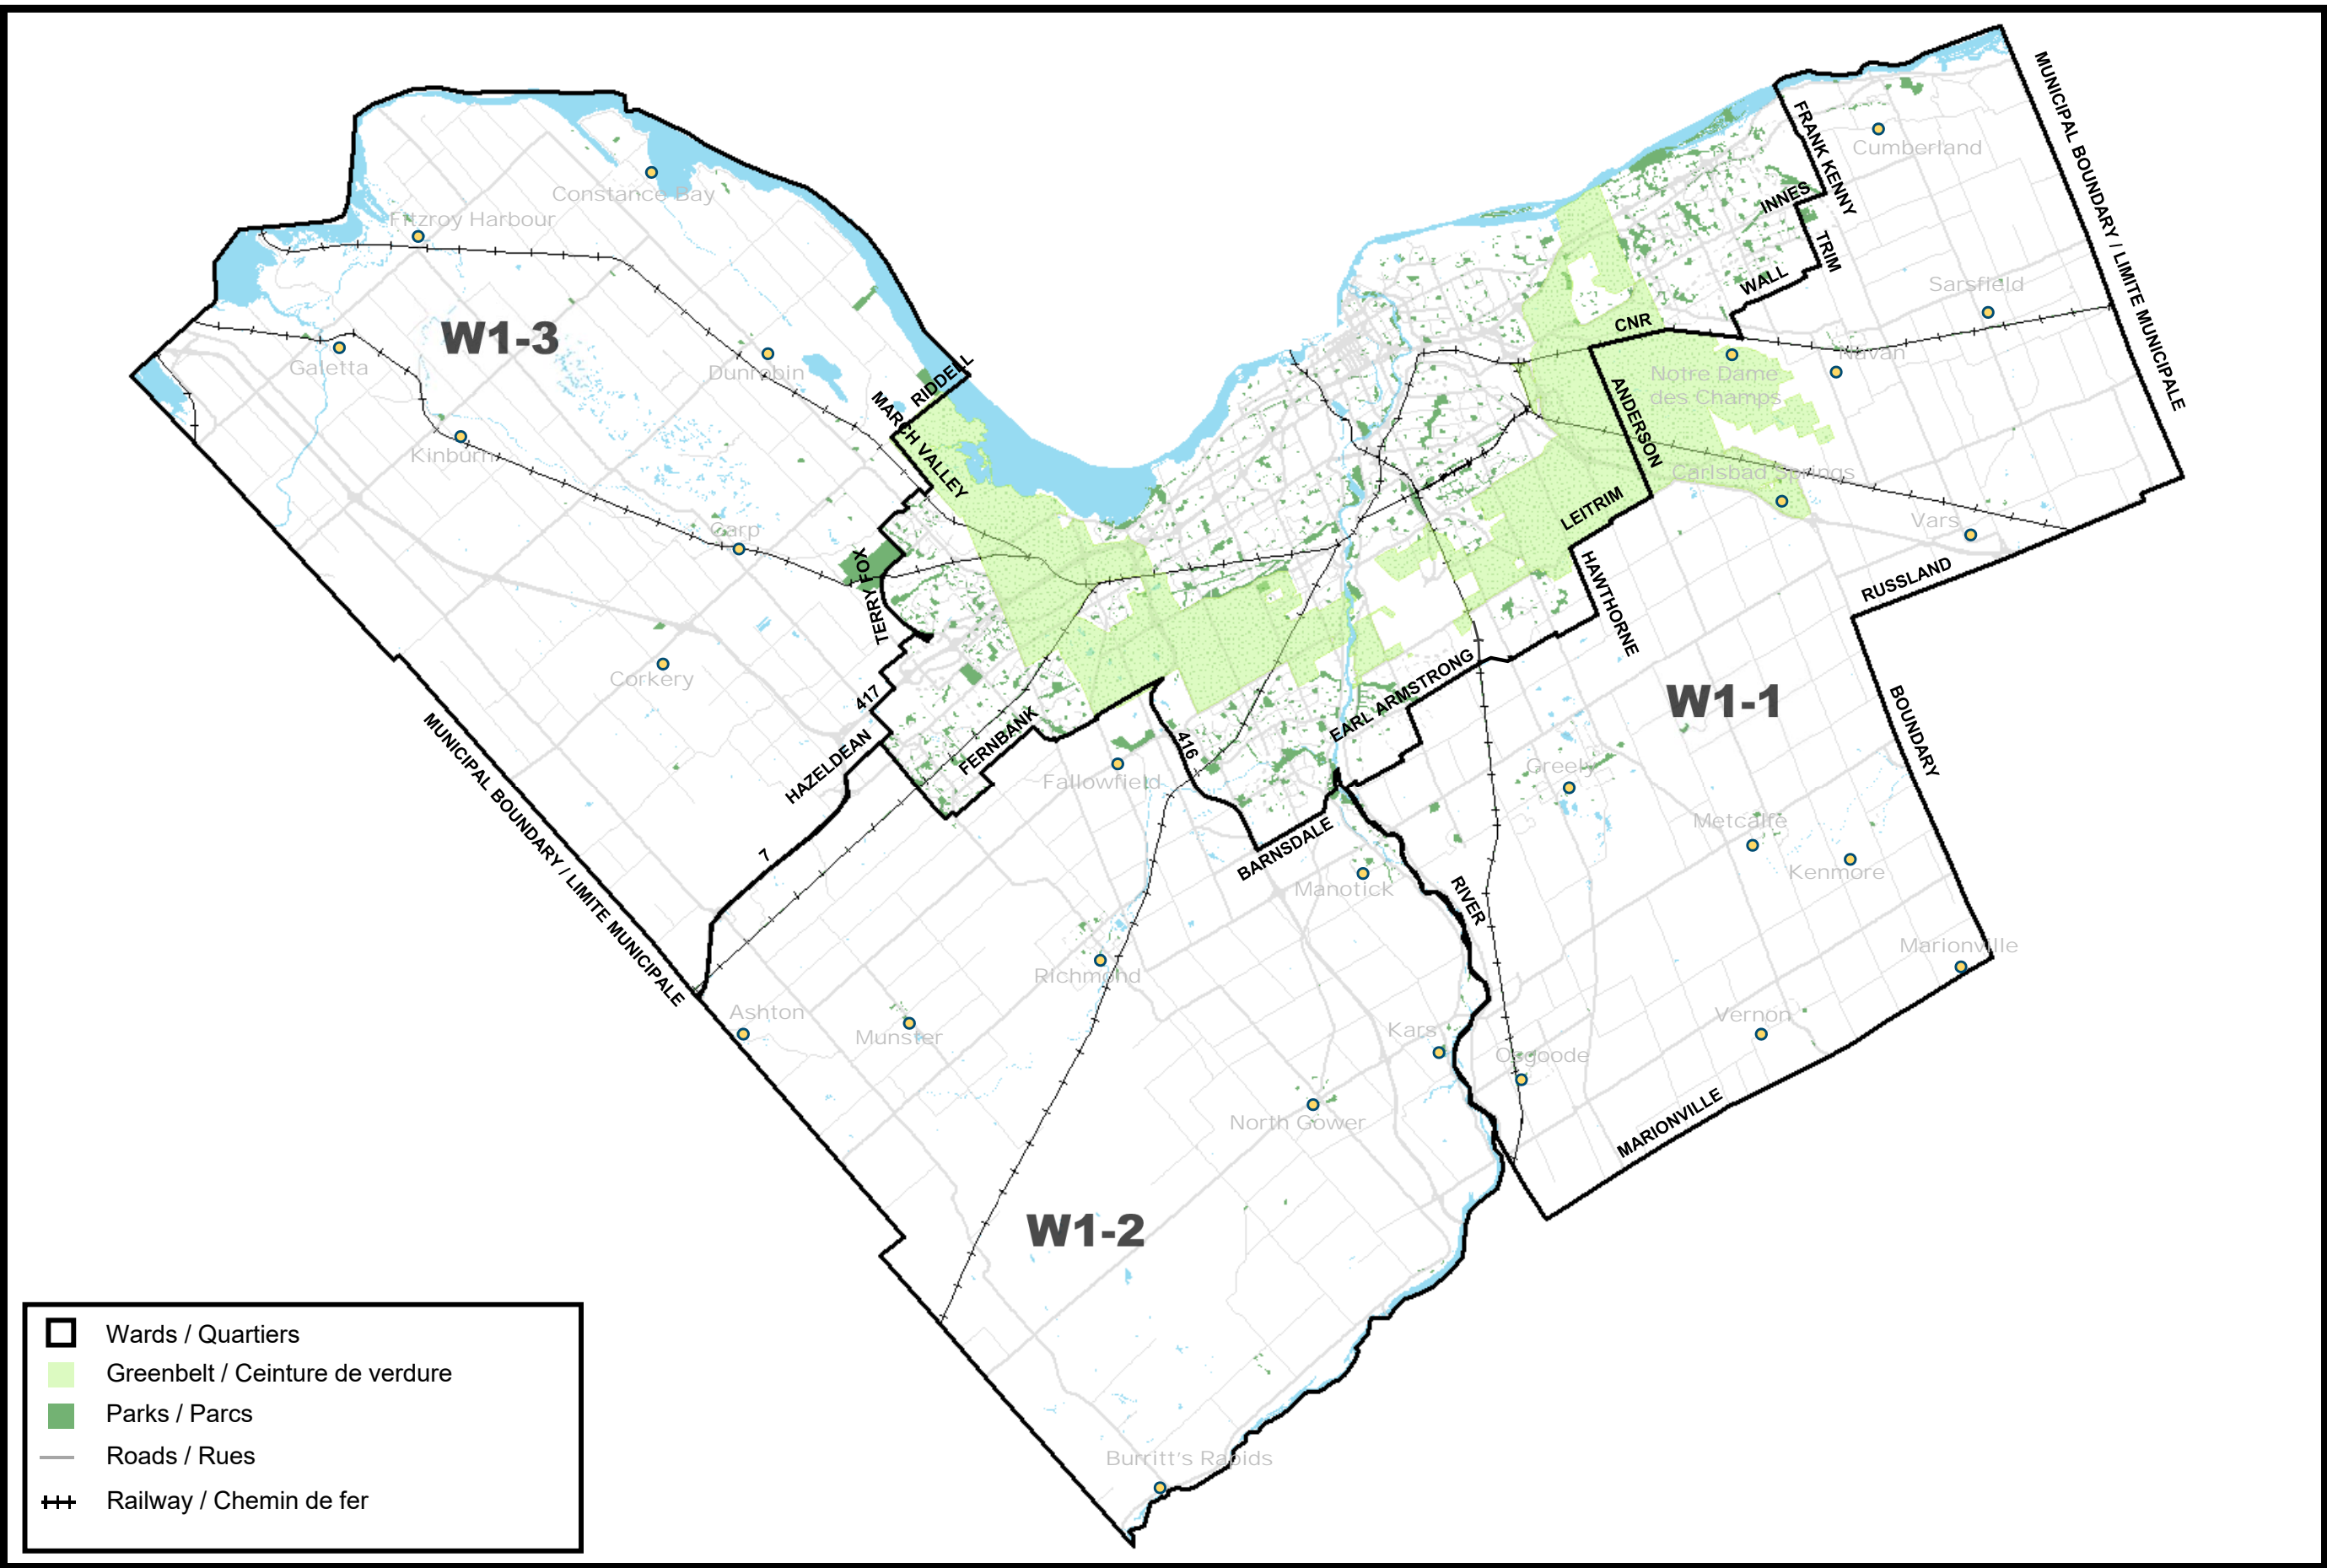 MUNICIPAL BOUNDARY / LIMITE MUNICIPALE
FRANK KENNY
Cumberland
Constance Bay
INNES
Fitzroy Harbour
TRIM
WALL
Sarsfield
CNR
W1-3
Galetta
Dunrobin
RIDDELL
Navan
Notre Dame
des Champs
MARCH VALLEY
ANDERSON
Kinburn
Carlsbad Springs
LEITRIM
Vars
Carp
TERRY FOX
HAWTHORNE
RUSSLAND
Corkery
417
EARL ARMSTRONG
W1-1
BOUNDARY
HAZELDEAN
FERNBANK
416
Fallowfield
Greely
MUNICIPAL BOUNDARY / LIMITE MUNICIPALE
7
BARNSDALE
Metcalfe
Manotick
Kenmore
RIVER
Richmond
Marionville
Ashton
Munster
Kars
Vernon
Osgoode
North Gower
MARIONVILLE
W1-2
Burritt's Rapids
Wards / Quartiers
Greenbelt / Ceinture de verdure
Parks / Parcs
Roads / Rues
Railway / Chemin de fer